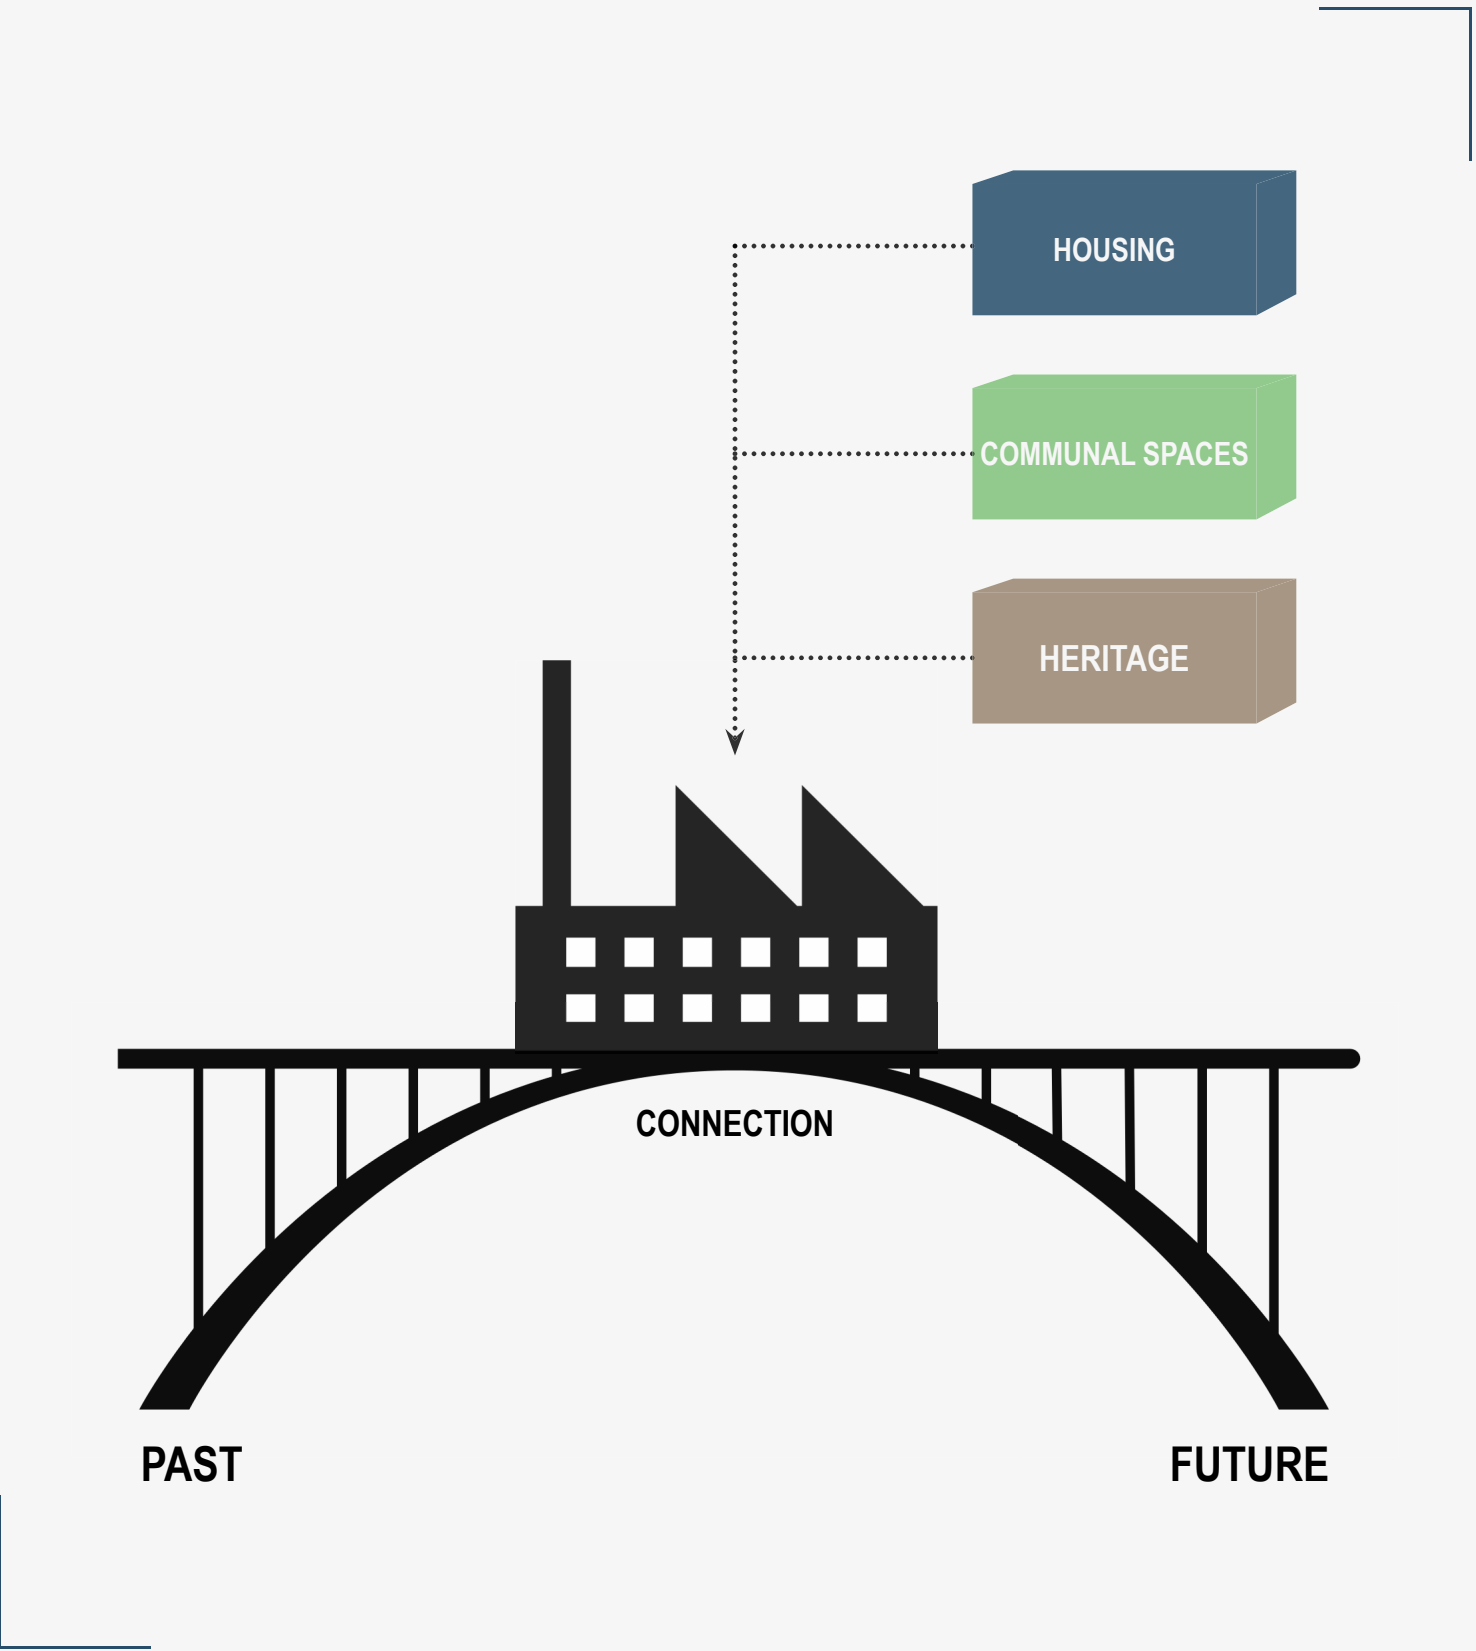 HOUSING
COMMUNAL SPACES
HERITAGE
CONNECTION
PAST
FUTURE